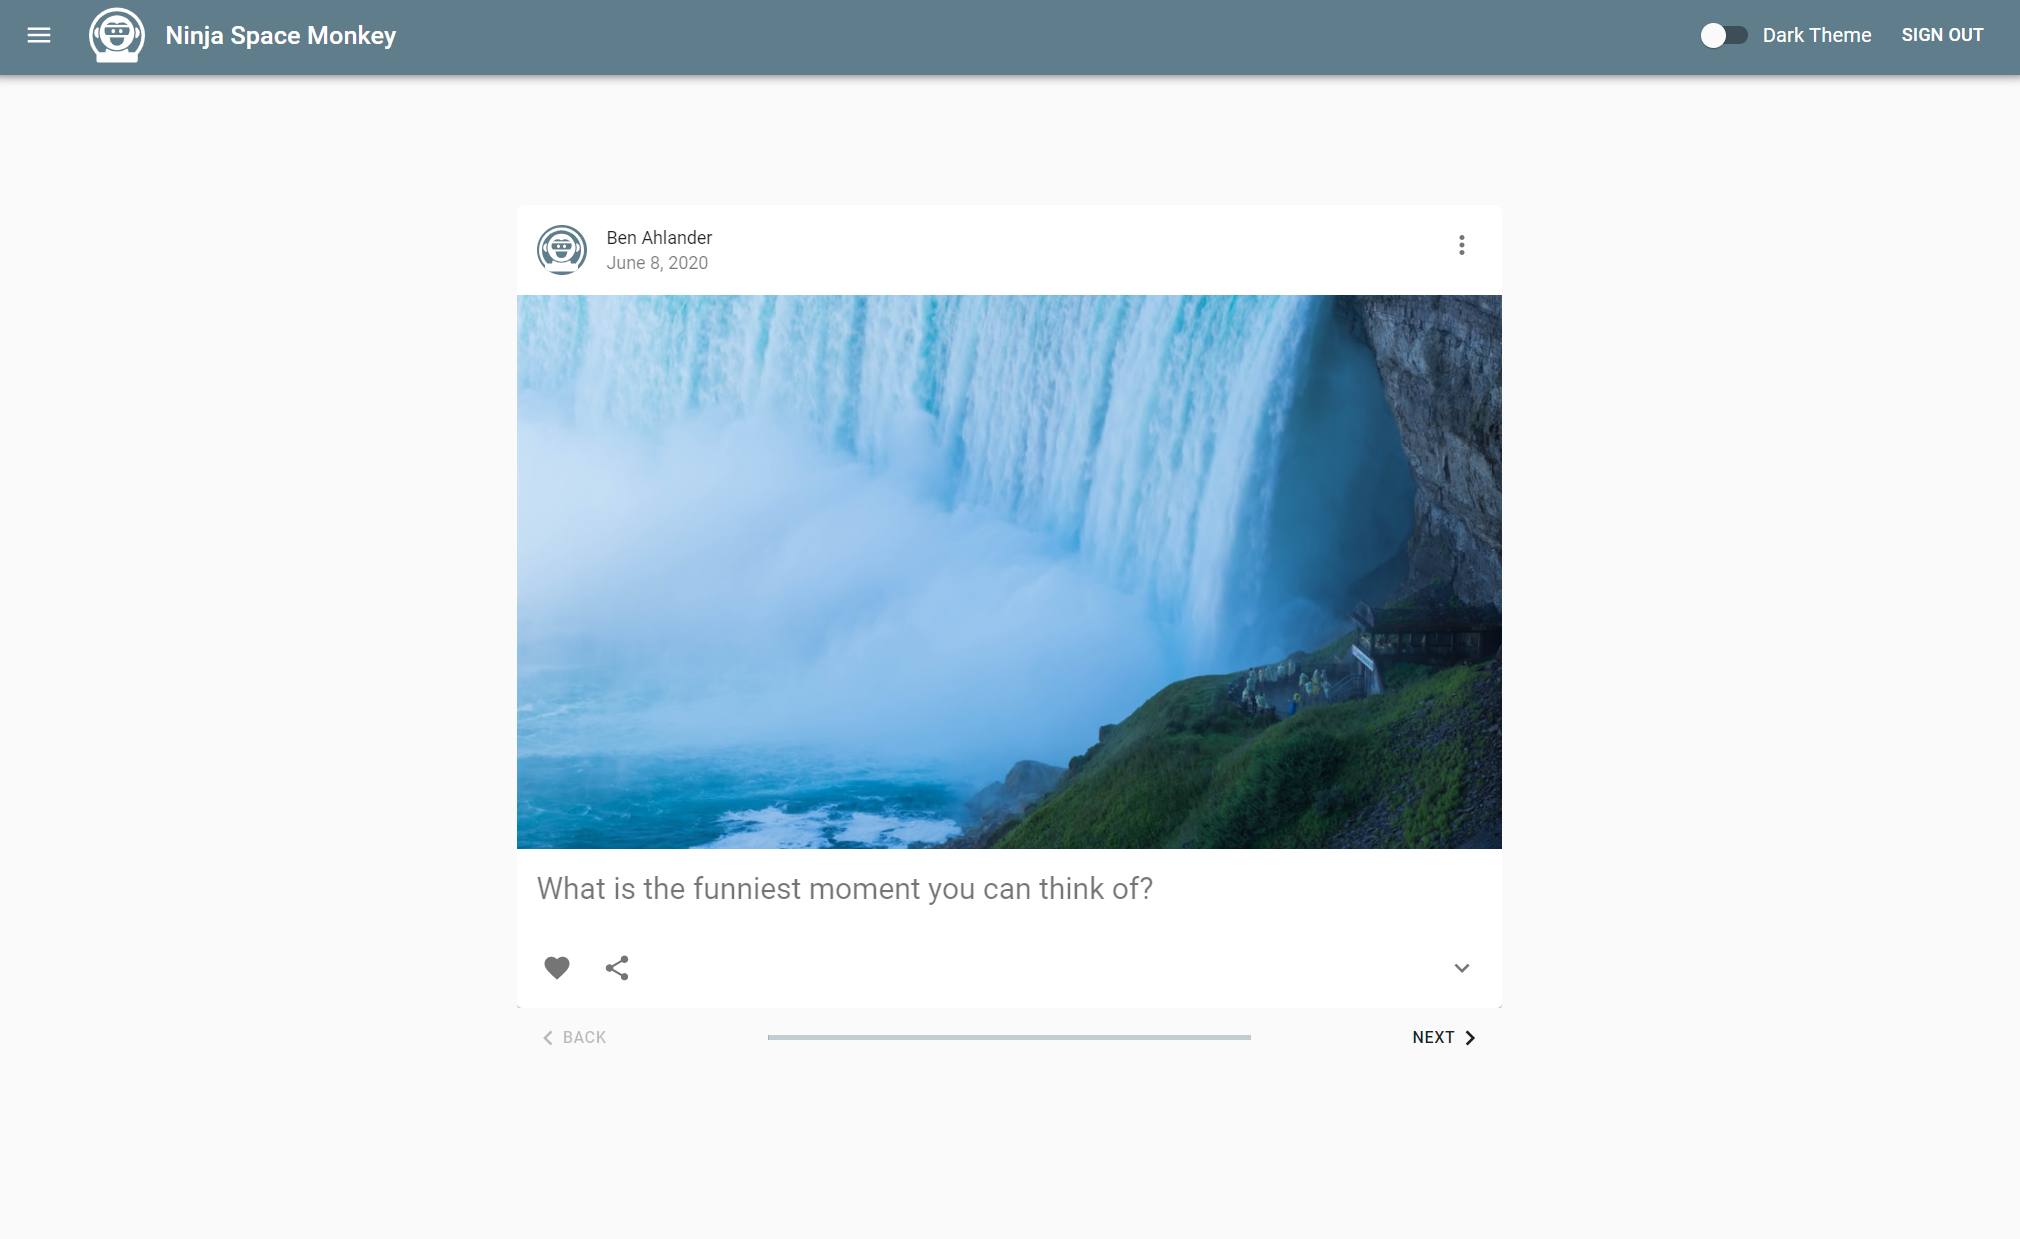 Ninja Space Monkey
Dark Theme
SIGN OUT
Ben Ahlander
June 8, 2020
What is the funniest moment you can think of?
BACK
NEXT